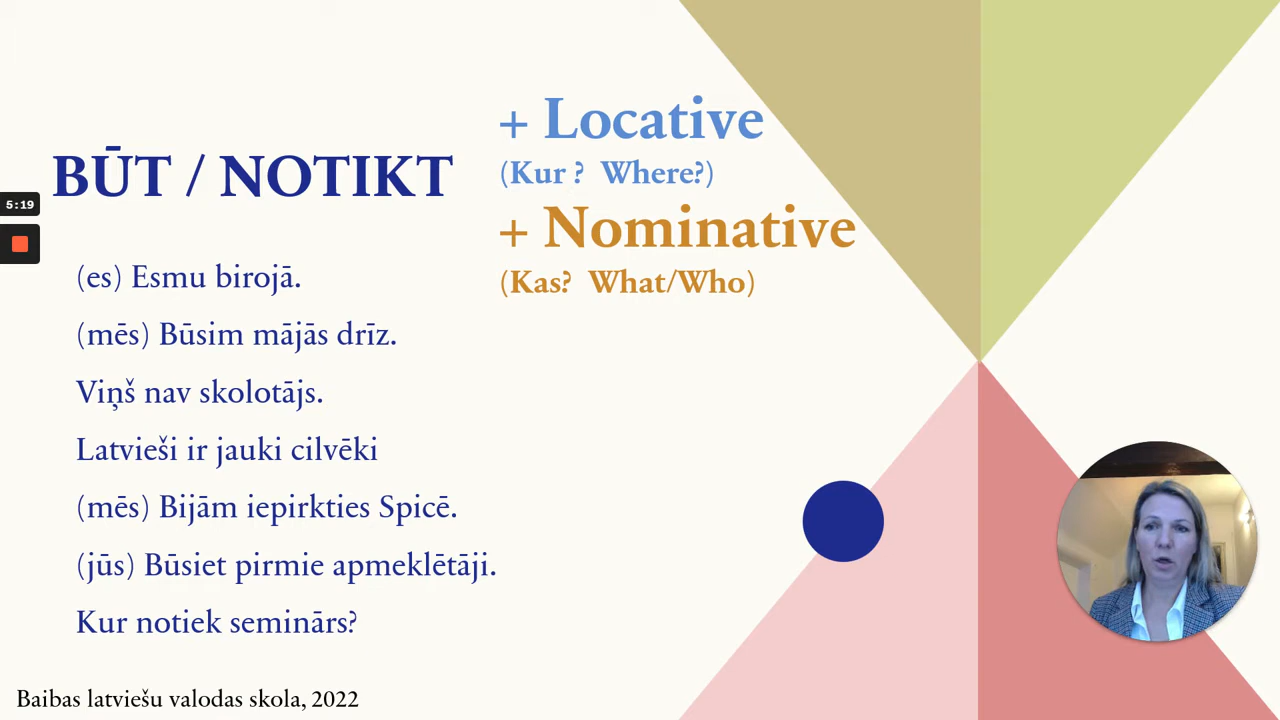 BŪT / NOTIKT
+ Locative
(Kur ? Where?)
+ Nominative
(Kas? What/Who)
5:19
(es) Esmu birojā.
(mēs) Būsim mājās drīz.
Viņš nav skolotājs.
Latvieši ir jauki cilvēki
(mēs) Bijām iepirkties Spicē.
(jūs) Būsiet pirmie apmeklētāji.
Kur notiek seminārs?
Baibas latviešu valodas skola, 2022